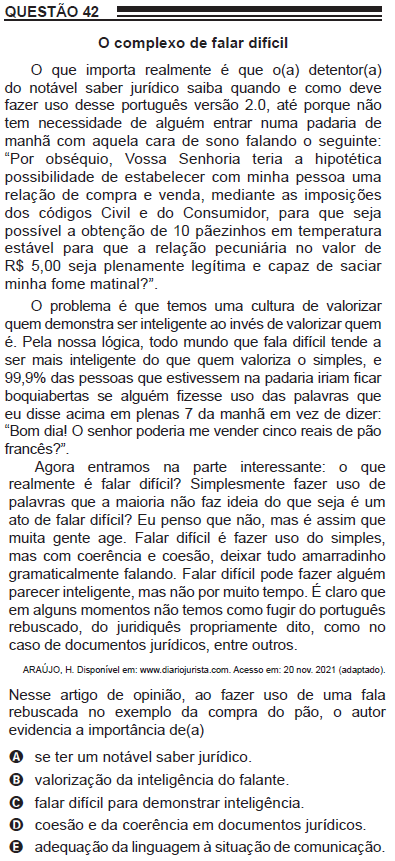 QUESTÃO 42
O complexo de falar difícil
O que importa realmente é que o(a) detentor(a)
do notável saber jurídico saiba quando e como deve
fazer uso desse português versão 2.0, até porque não
tem necessidade de alguém entrar numa padaria de
manhã com aquela cara de sono falando o seguinte:
“Por obséquio, Vossa Senhoria teria a hipotética
possibilidade de estabelecer com minha pessoa uma
relação de compra e venda, mediante as imposições
dos códigos Civil e do Consumidor, para que seja
possível a obtenção de 10 pãezinhos em temperatura
estável para que a relação pecuniária no valor de
R$ 5,00 seja plenamente legítima e capaz de saciar
minha fome matinal?”.
O problema é que temos uma cultura de valorizar
quem demonstra ser inteligente ao invés de valorizar quem
é. Pela nossa lógica, todo mundo que fala difícil tende a
ser mais inteligente do que quem valoriza o simples, e
99,9% das pessoas que estivessem na padaria iriam ficar
boquiabertas se alguém fizesse uso das palavras que
eu disse acima em plenas 7 da manhã em vez de dizer:
“Bom dia! O senhor poderia me vender cinco reais de pão
francês?”.
Agora entramos na parte interessante: o que
realmente é falar difícil? Simplesmente fazer uso de
palavras que a maioria não faz ideia do que seja é um
ato de falar difícil? Eu penso que não, mas é assim que
muita gente age. Falar difícil é fazer uso do simples,
mas com coerência e coesão, deixar tudo amarradinho
gramaticalmente falando. Falar difícil pode fazer alguém
parecer inteligente, mas não por muito tempo. É claro que
em alguns momentos não temos como fugir do português
rebuscado, do juridiquês propriamente dito, como no
caso de documentos jurídicos, entre outros.
ARAÚJO, H. Disponível em: www.diariojurista.com. Acesso em: 20 nov. 2021 (adaptado).
Nesse artigo de opinião, ao fazer uso de uma fala
rebuscada no exemplo da compra do pão, o autor
evidencia a importância de(a)
A se ter um notável saber jurídico.
B valorização da inteligência do falante.
C falar difícil para demonstrar inteligência.
D coesão e da coerência em documentos jurídicos.
E adequação da linguagem à situação de comunicação.